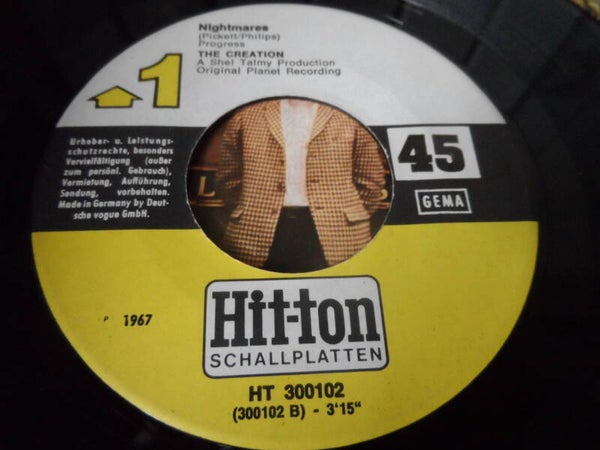 Nightmares
(Pickett/Philips)
Progress
THE CREATION
A Shel Talmy Production
Original Planet Recording
1
Urheber- u. Leistungs-
schutzrechte, besonders
Vervielfältigung (außer
zum persönl. Gebrauch),
Vermietung, Aufführung,
Sendung, vorbehalten.
Made in Germany by Deut-
sche vogue GmbH.
45
GEMA
L
P 1967
Hit-ton
SCHALLPLATTEN
HT 300102
(300102 B) - 3'15"